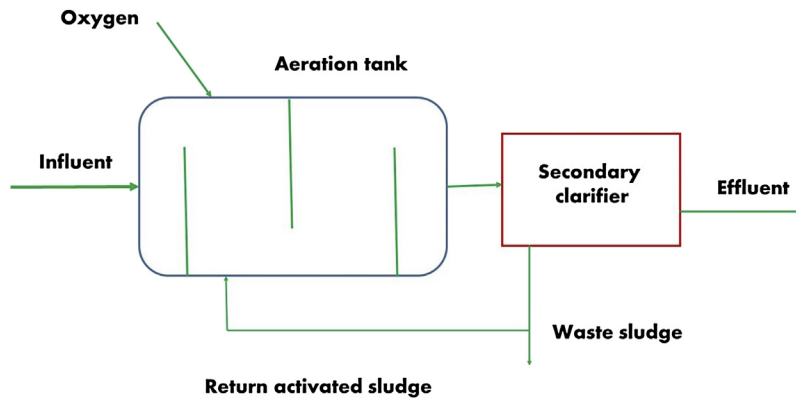 Oxygen
Aeration tank
Influent
Secondary
clarifier
Effluent
Waste sludge
Return activated sludge